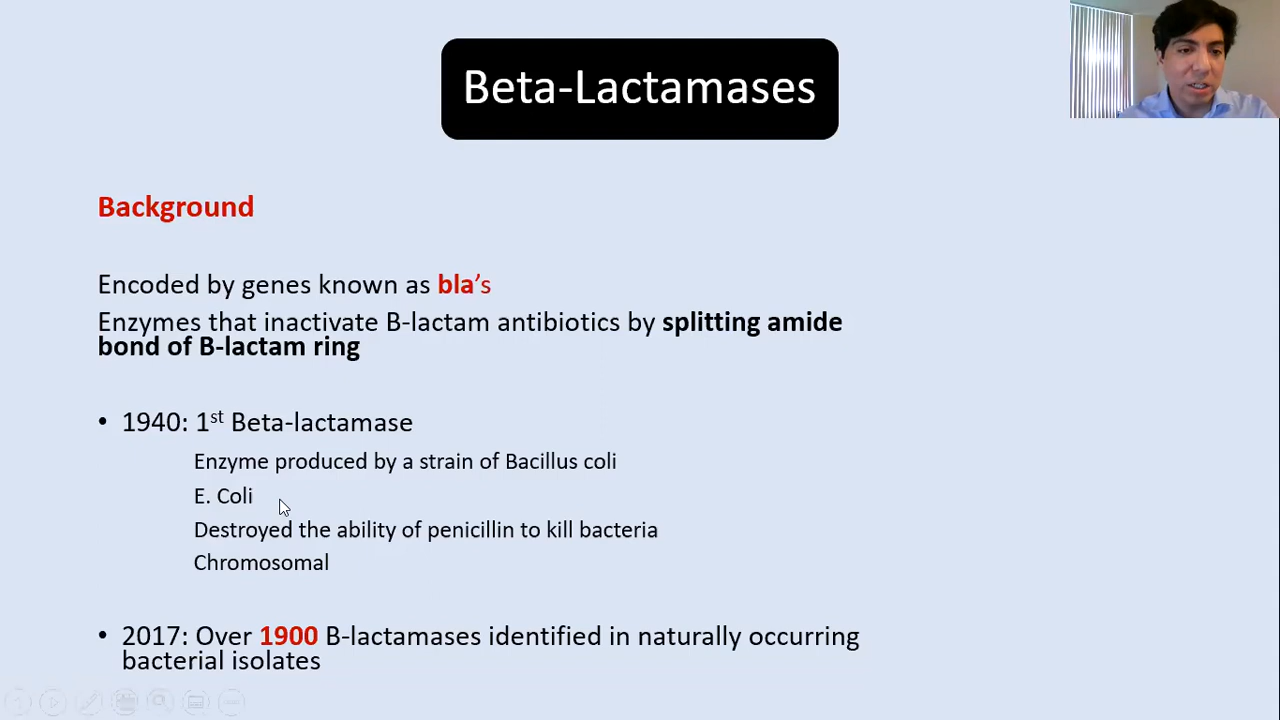 Beta-Lactamases
Background
Encoded by genes known as bla's
Enzymes that inactivate B-lactam antibiotics by splitting amide
bond of B-lactam ring
• 1940: 1st Beta-lactamase
Enzyme produced by a strain of Bacillus coli
E. Coli
Destroyed the ability of penicillin to kill bacteria
Chromosomal
• 2017: Over 1900 B-lactamases identified in naturally occurring
bacterial isolates